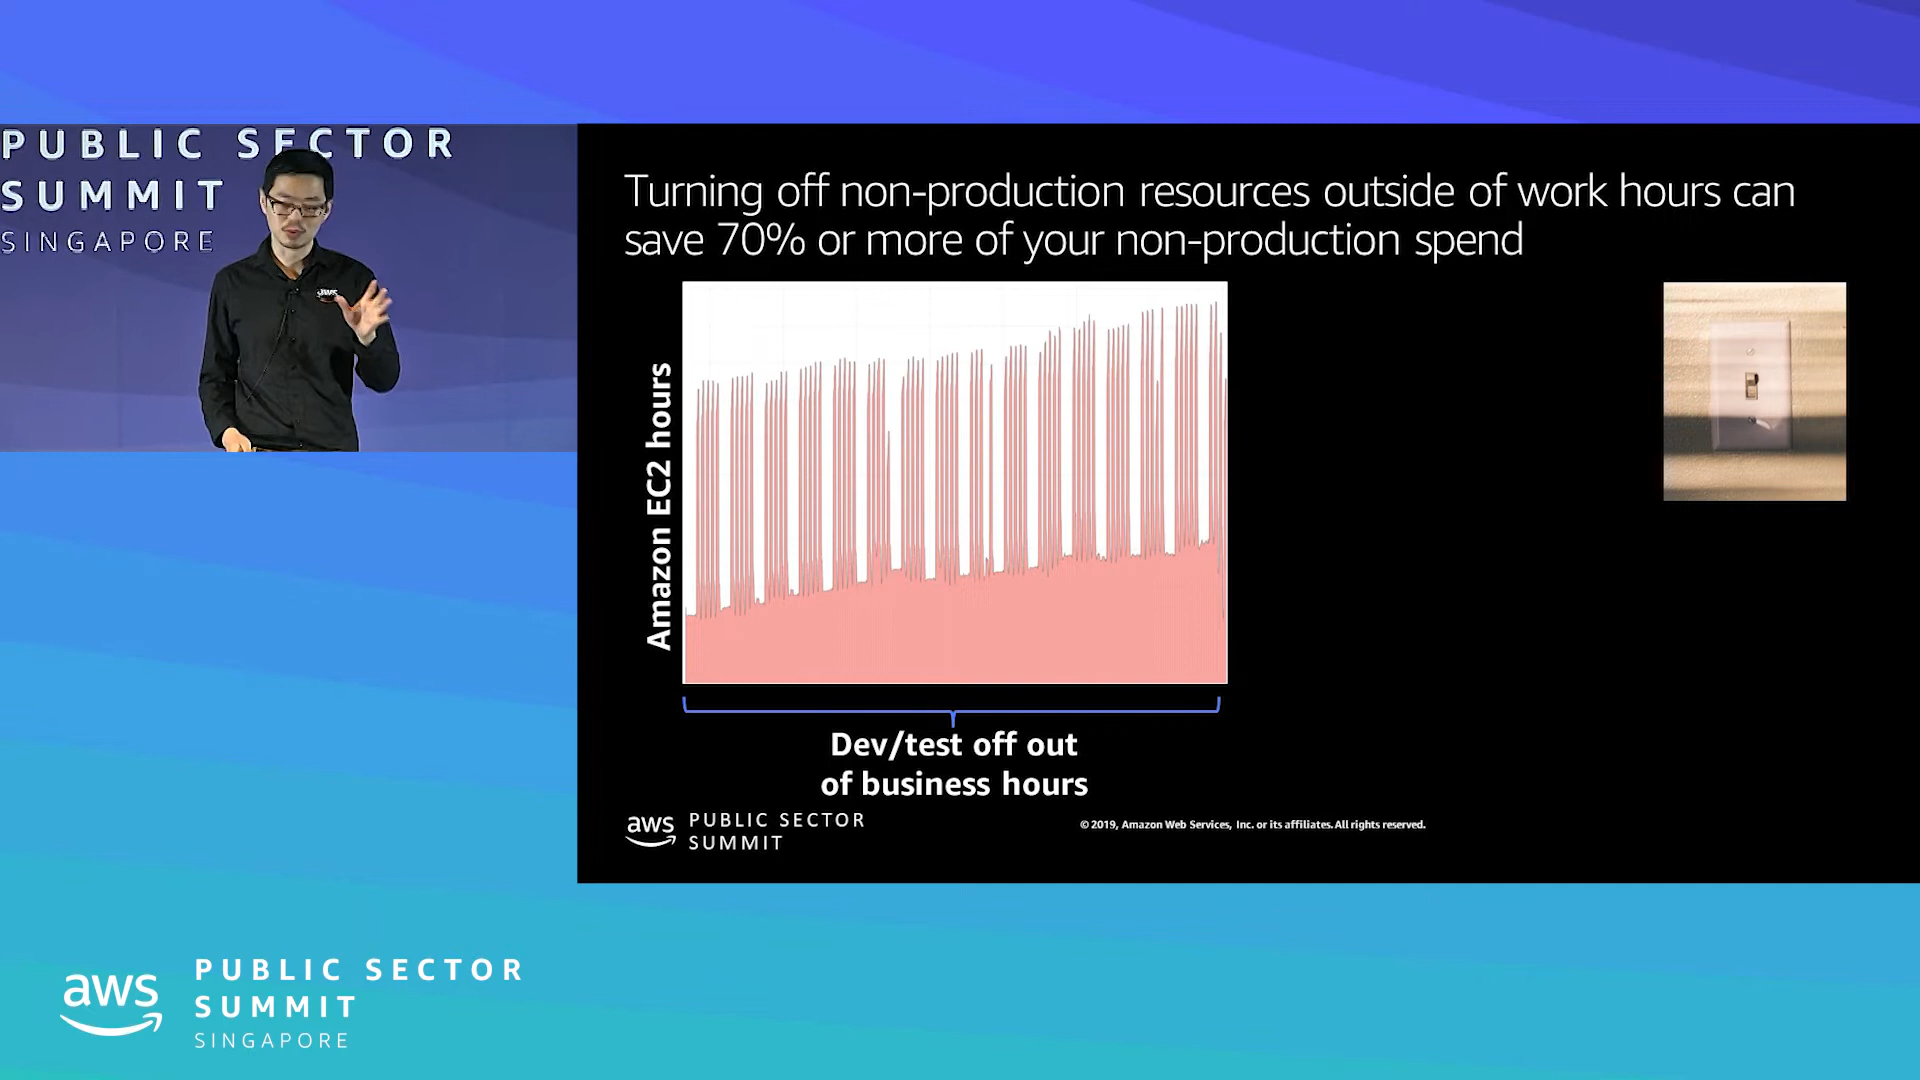 PUBLIC SECTOR
SUMMIT
SINGAPORE
aws
Turning off non-production resources outside of work hours can
save 70% or more of your non-production spend
Amazon EC2 hours
Dev/test off out
of business hours
aws
PUBLIC SECTOR
SUMMIT
© 2019, Amazon Web Services, Inc. or its affiliates. All rights reserved.
aws
PUBLIC SECTOR
SUMMIT
SINGAPORE